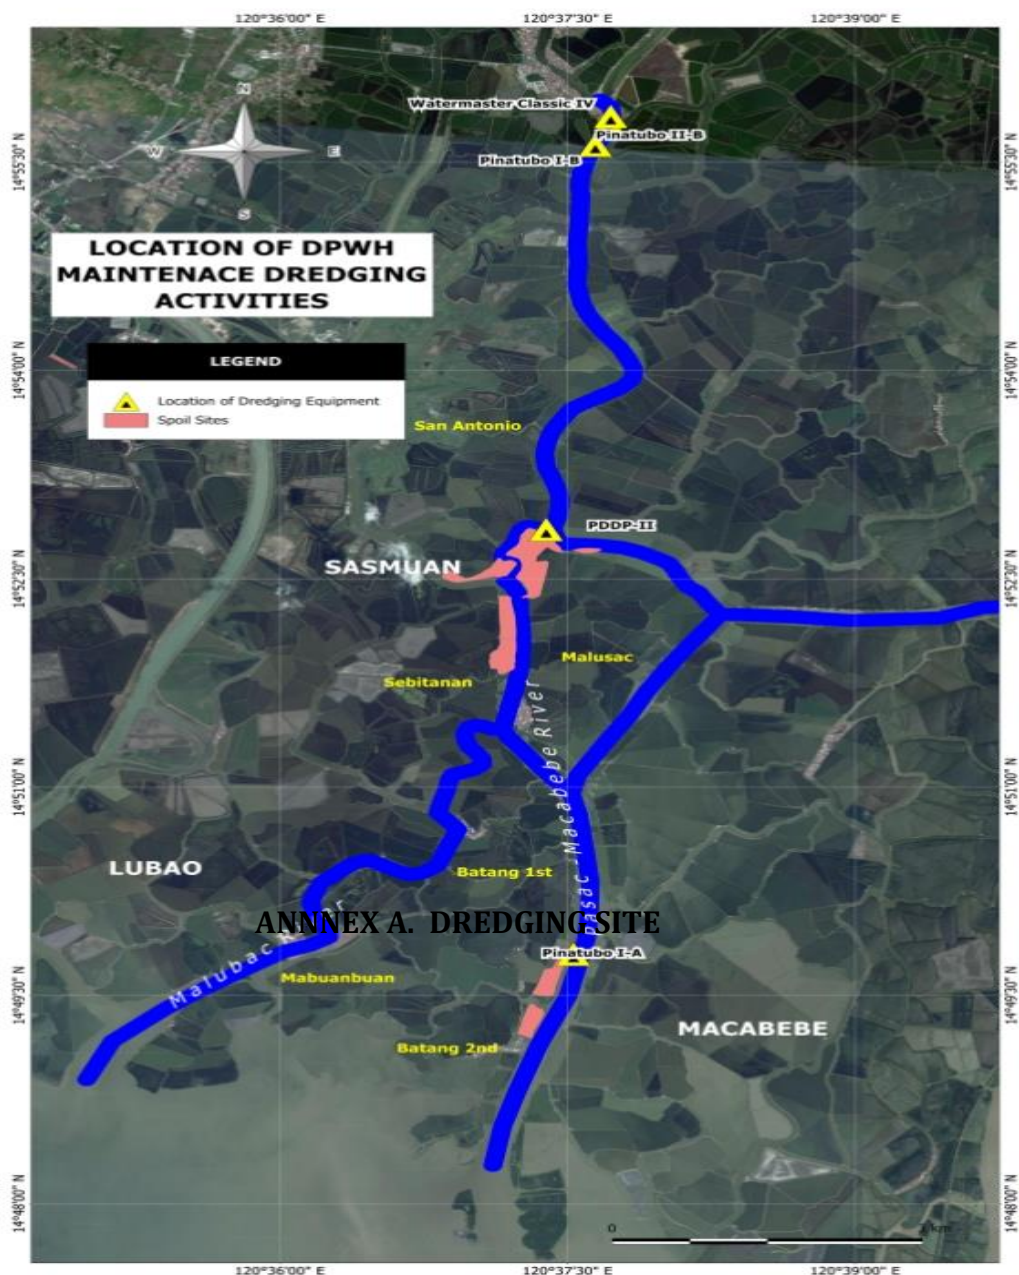 120°36'00" E 120°37'30" E 120°39'00" E
Watermaster Classic IV
Pinatubo II-B
Pinatubo I-B
N
W E
S
14°55'30" N 14°55'30" N
LOCATION OF DPWH
MAINTENACE DREDGING
ACTIVITIES
LEGEND
Location of Dredging Equipment
Spoil Sites
14°54'00" N 14°54'00" N
San Antonio
PDDP-II
SASMUAN
14°52'30" N 14°52'30" N
Malusac
Sebitanan
Pasac -Macabebe River
14°51'00" N 14°51'00" N
LUBAO
Batang 1st
ANNNEX A. DREDGING SITE
Malubac
Pinatubo I-A
Mabuanbuan
14°49'30" N 14°49'30" N
MACABEBE
Batang 2nd
14°48'00" N 14°48'00" N
0
km
120°36'00" E 120°37'30" E 120°39'00" E